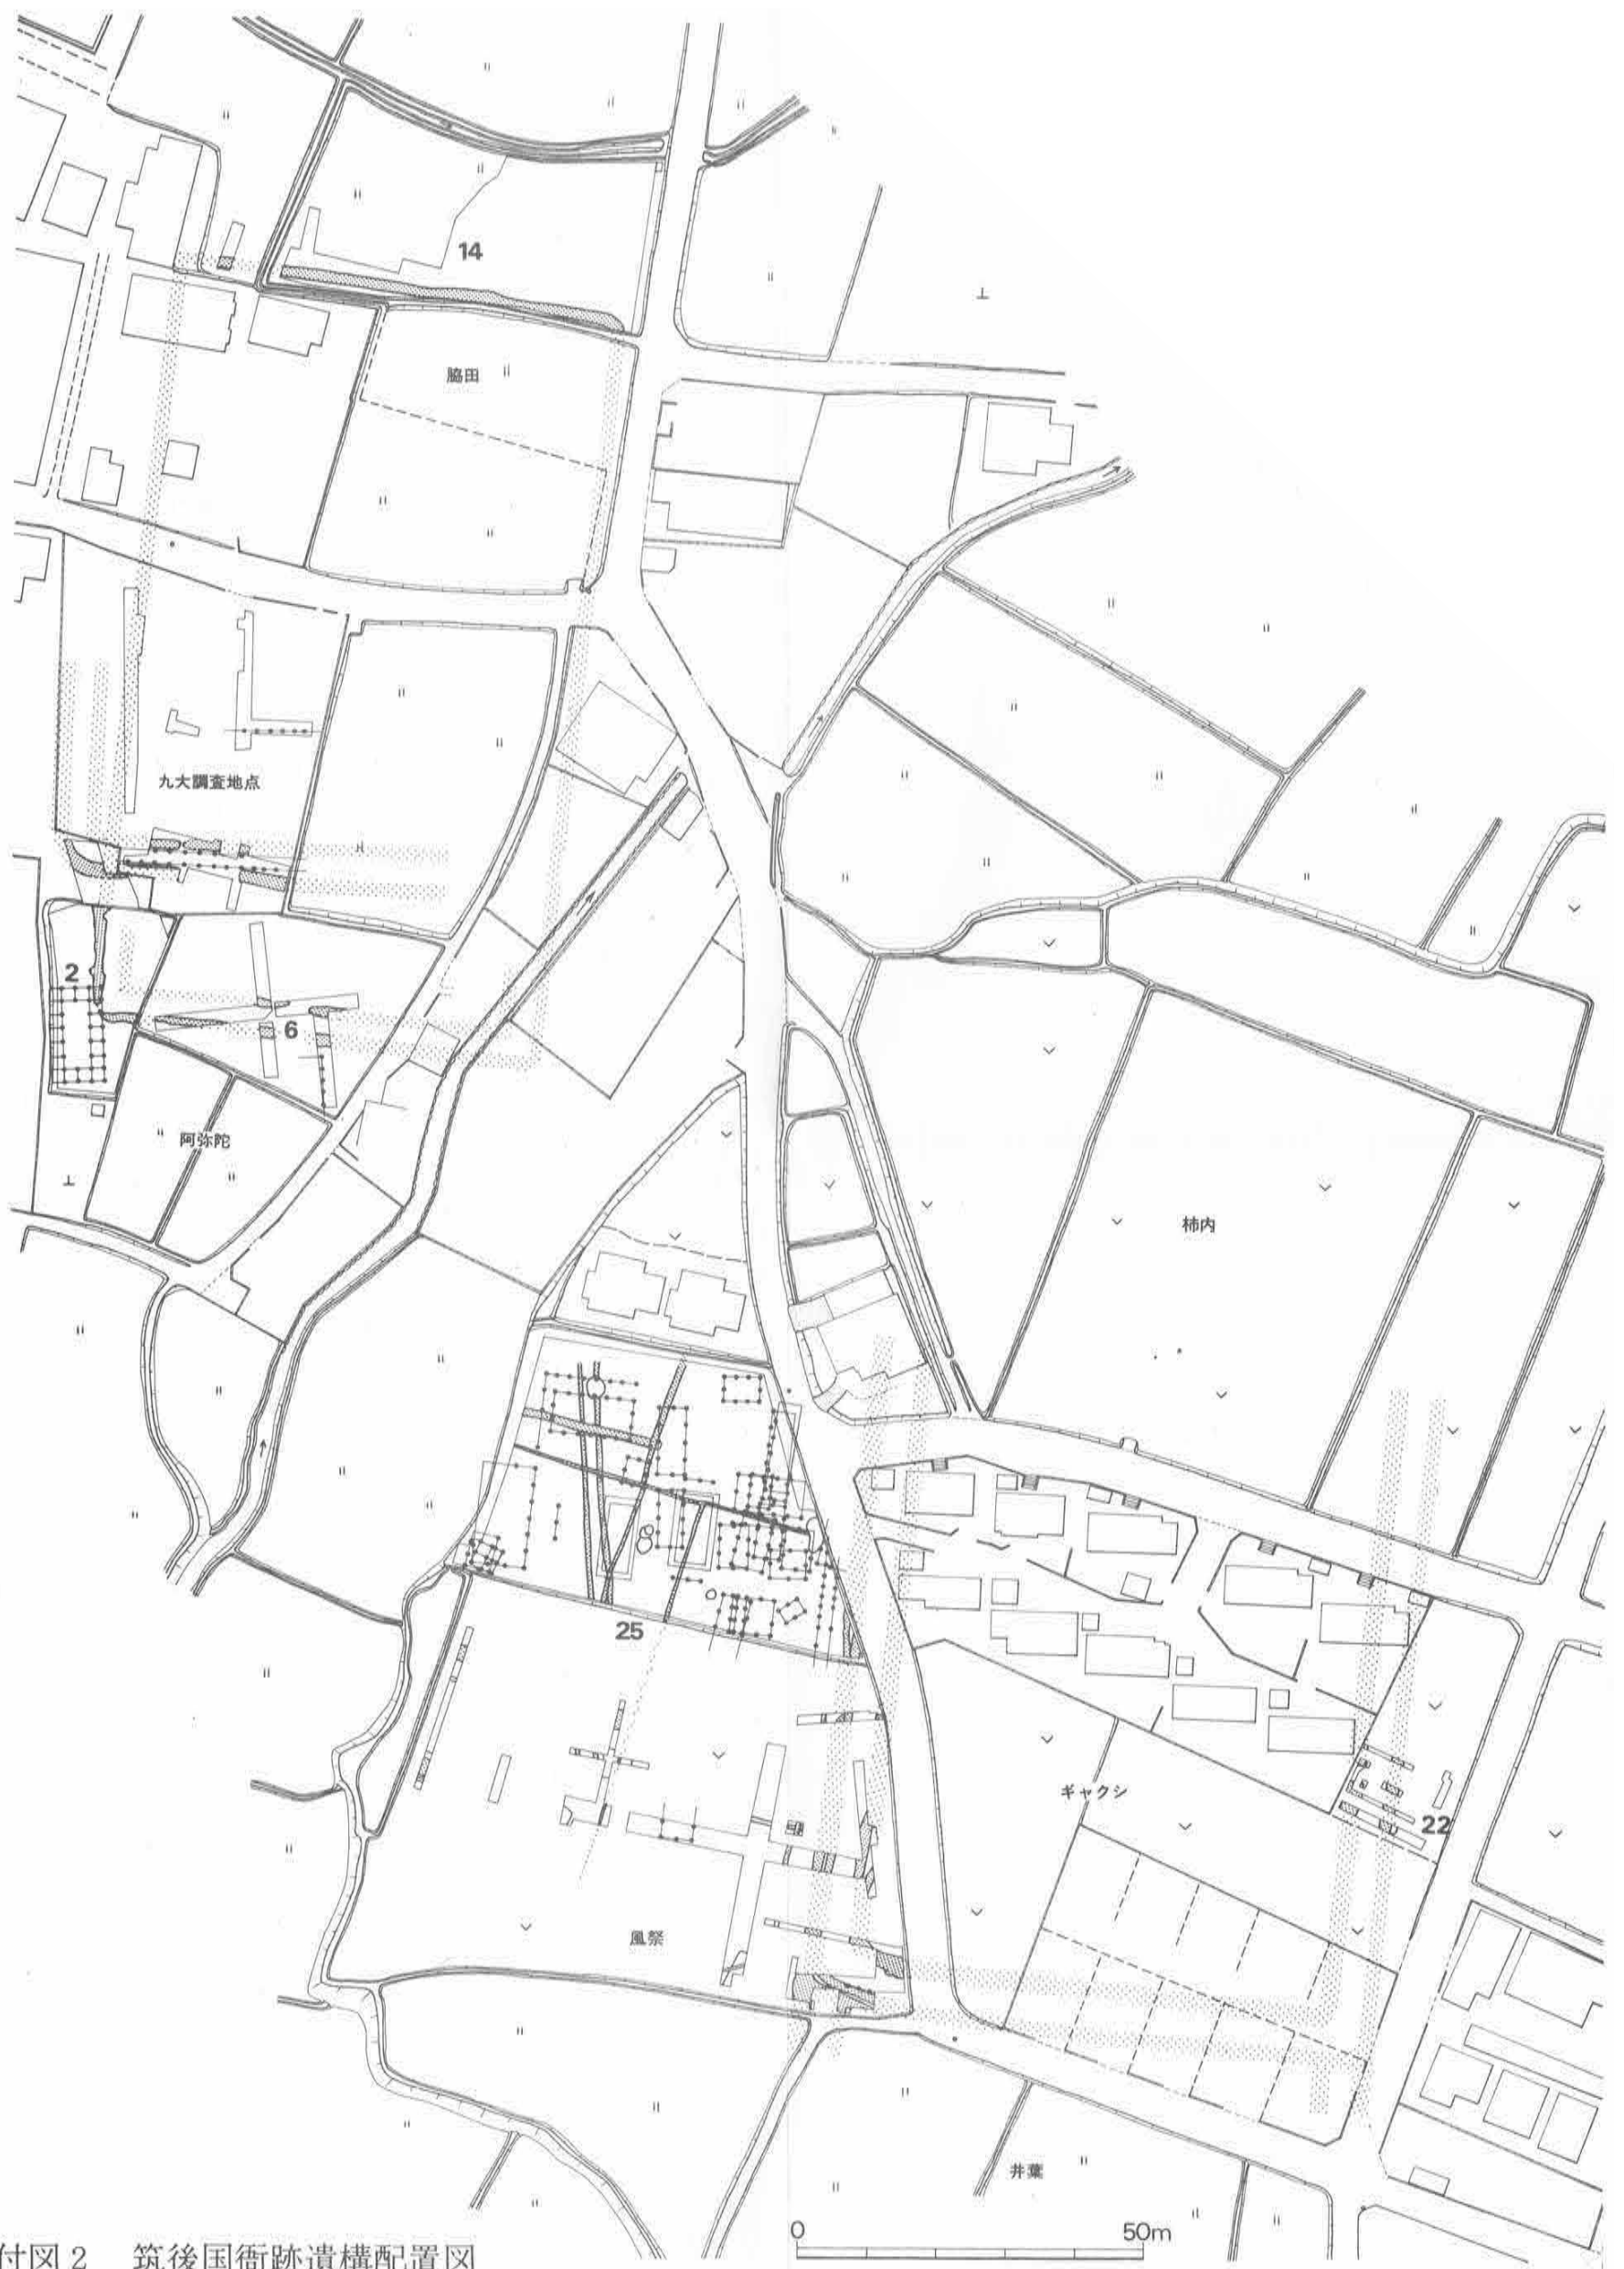 14
脇田
九大調査地点
2
6
阿弥陀
柿内
25
ギャクシ
22
風祭
井葉
0 50m
付図2 筑後国衙跡遺構配置図